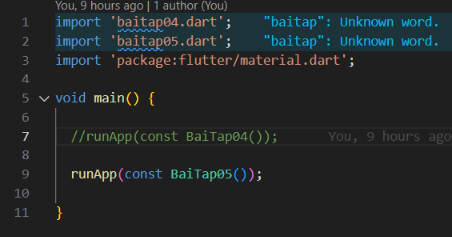 You, 9 hours ago | 1 author (You)
1 import 'baitap04.dart'; "baitap": Unknown word.
2 import 'baitap05.dart'; "baitap": Unknown word.
3 import 'package:flutter/material.dart';
4
5 void main() {
6
7 //runApp(const BaiTap04()); You, 9 hours ago
8
9 runApp(const BaiTap05());
10
11 }